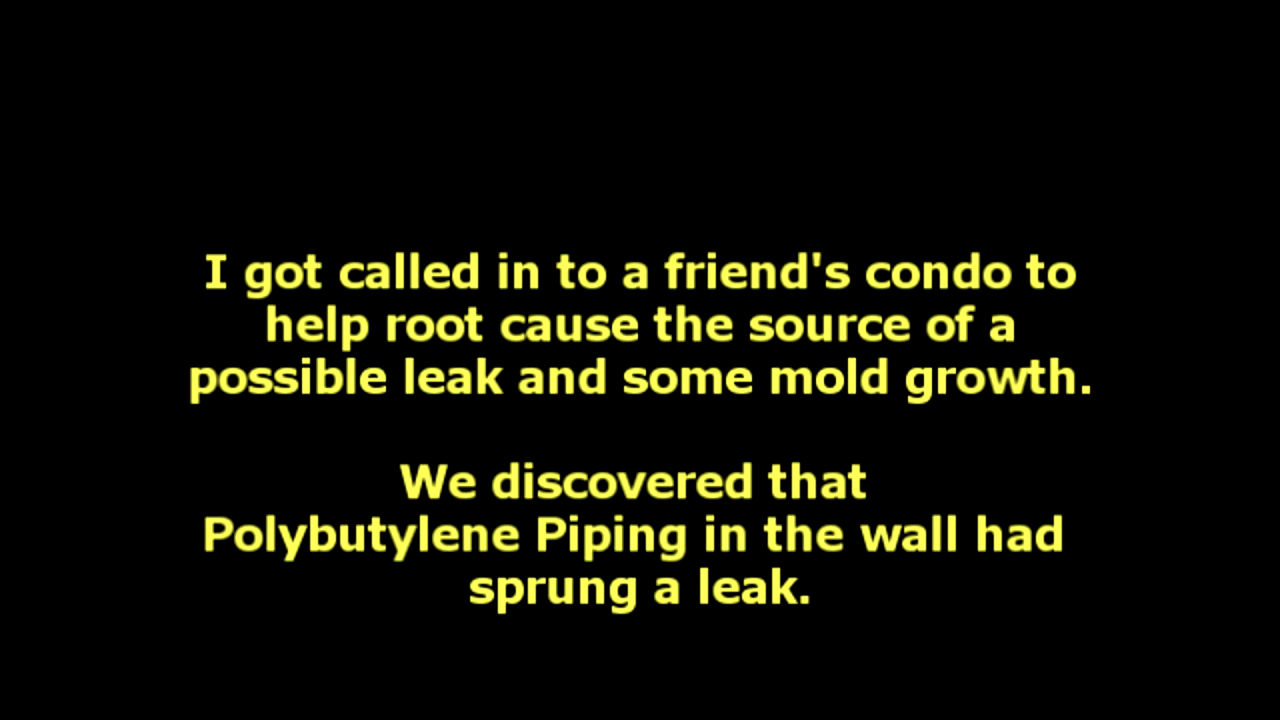 I got called in to a friend's condo to
help root cause the source of a
possible leak and some mold growth.
We discovered that
Polybutylene Piping in the wall had
sprung a leak.